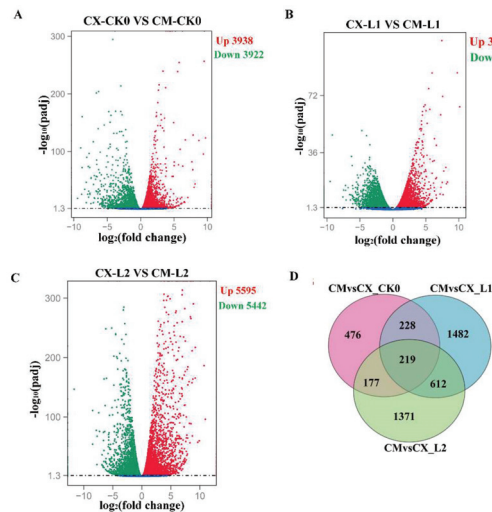 A
CX-CK0 VS CM-CK0
Up 3938
Down 3922
300
200
100
1.3
-log₁₀(padj)
-10
-5
0
5
10
log₂(fold change)
B
CX-L1 VS CM-L1
Up 3
Dow
72
36
1.3
-log₁₀(padj)
-10
-5
0
5
10
log₂(fold change)
C
CX-L2 VS CM-L2
Up 5595
Down 5442
300
200
100
1.3
-log₁₀(padj)
-10
-5
0
5
10
log₂(fold change)
D
CMvsCX_CK0
CMvsCX_L1
476
228
1482
219
177
612
1371
CMvsCX_L2